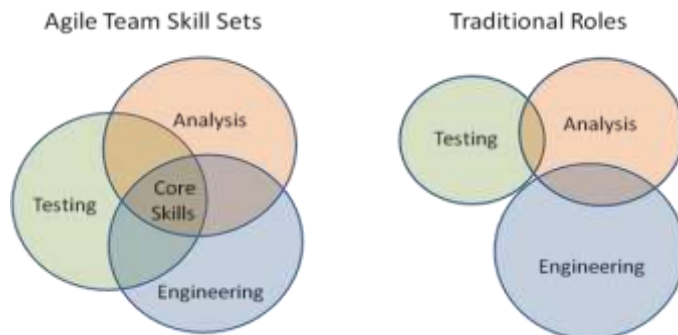 Agile Team Skill Sets
Traditional Roles
Analysis
Testing
Core
Skills
Engineering
Testing
Analysis
Engineering